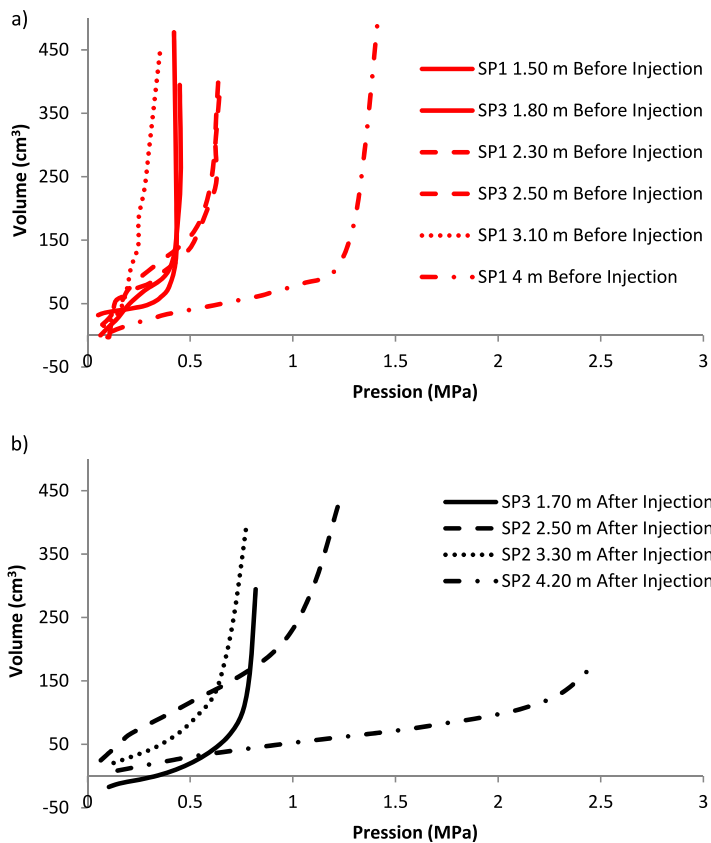 a)
450
350
250
150
50
-50
0
0.5
1
1.5
2
2.5
3
Volume (cm³)
Pression (MPa)
SP1 1.50 m Before Injection
SP3 1.80 m Before Injection
SP1 2.30 m Before Injection
SP3 2.50 m Before Injection
SP1 3.10 m Before Injection
SP1 4 m Before Injection
b)
450
350
250
150
50
-50
0
0.5
1
1.5
2
2.5
3
Volume (cm³)
Pression (MPa)
SP3 1.70 m After Injection
SP2 2.50 m After Injection
SP2 3.30 m After Injection
SP2 4.20 m After Injection